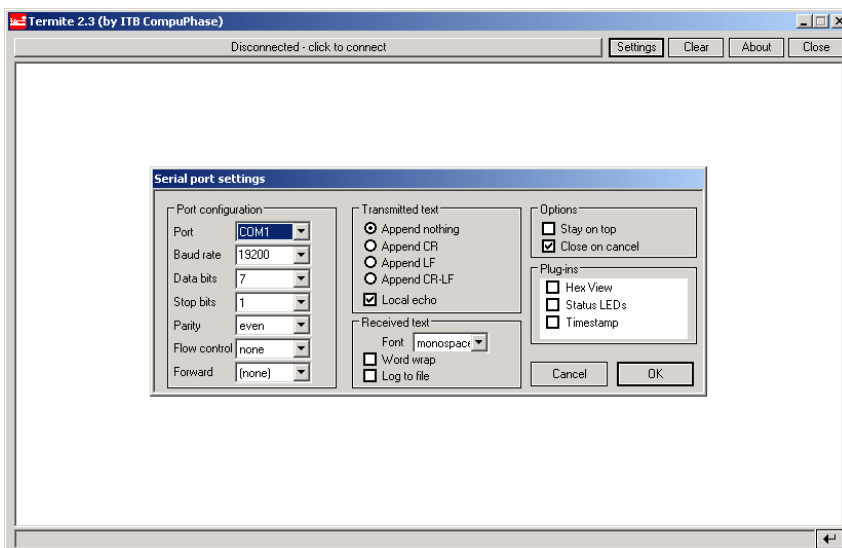 Termite 2.3 (by ITB CompuPhase)
Disconnected - click to connect
Settings
Clear
About
Close
Serial port settings
Port configuration
Port COM1
Baud rate 19200
Data bits 7
Stop bits 1
Parity even
Flow control none
Forward (none)
Transmitted text
Append nothing
Append CR
Append LF
Append CR-LF
Local echo
Received text
Font monospace
Word wrap
Log to file
Options
Stay on top
Close on cancel
Plug-ins
Hex View
Status LEDs
Timestamp
Cancel
OK